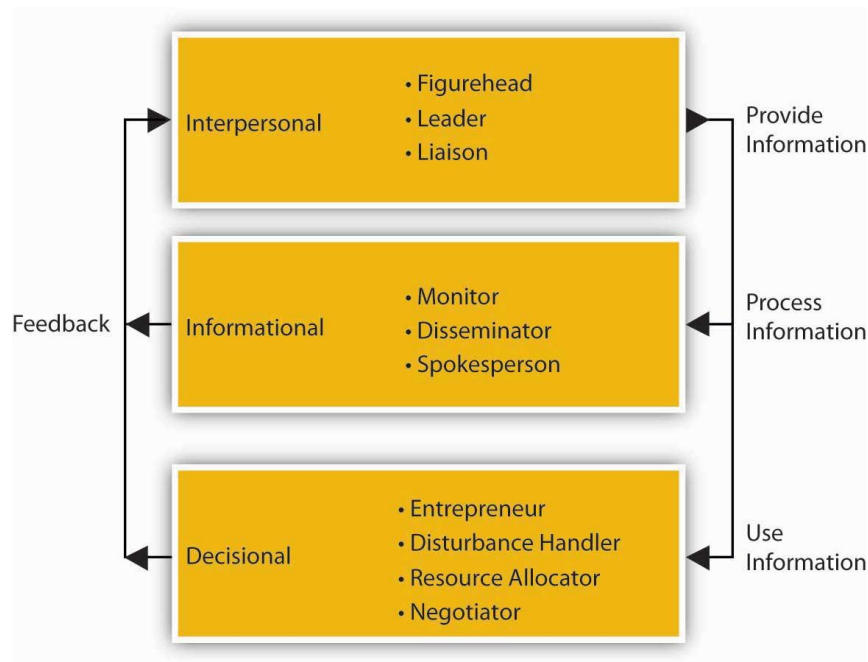 Interpersonal
• Figurehead
• Leader
• Liaison
Provide
Information
Feedback
Informational
• Monitor
• Disseminator
• Spokesperson
Process
Information
Decisional
• Entrepreneur
• Disturbance Handler
• Resource Allocator
• Negotiator
Use
Information